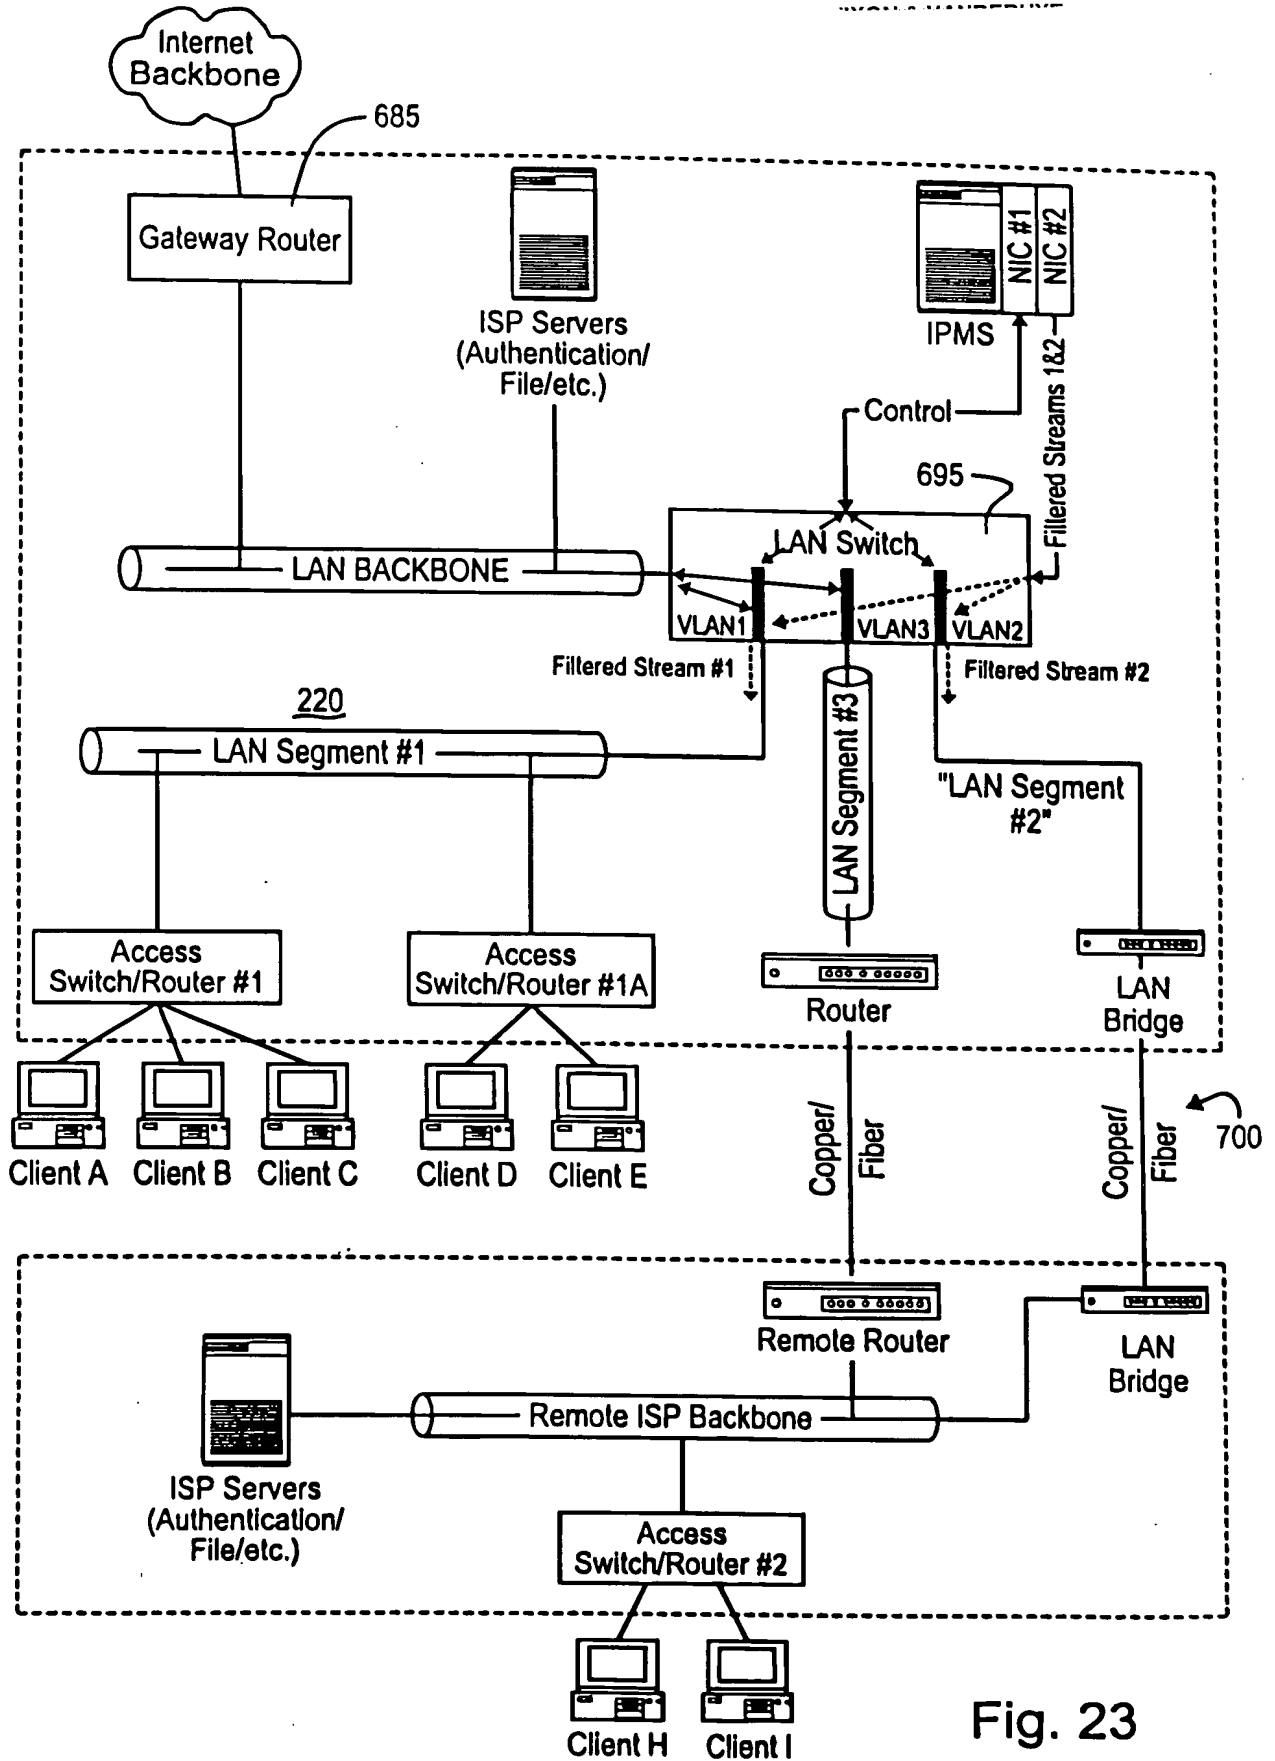 Internet
Backbone
685
Gateway Router
ISP Servers
(Authentication/
File/etc.)
NIC #1
NIC #2
IPMS
Filtered Streams 1&2
Control
695
LAN Switch
LAN BACKBONE
VLAN1
VLAN3
VLAN2
Filtered Stream #1
Filtered Stream #2
220
LAN Segment #1
LAN Segment #3
"LAN Segment
#2"
Access
Switch/Router #1
Access
Switch/Router #1A
Router
LAN
Bridge
Client A
Client B
Client C
Client D
Client E
Copper/
Fiber
Copper/
Fiber
700
Remote Router
LAN
Bridge
Remote ISP Backbone
ISP Servers
(Authentication/
File/etc.)
Access
Switch/Router #2
Client H
Client I
Fig. 23